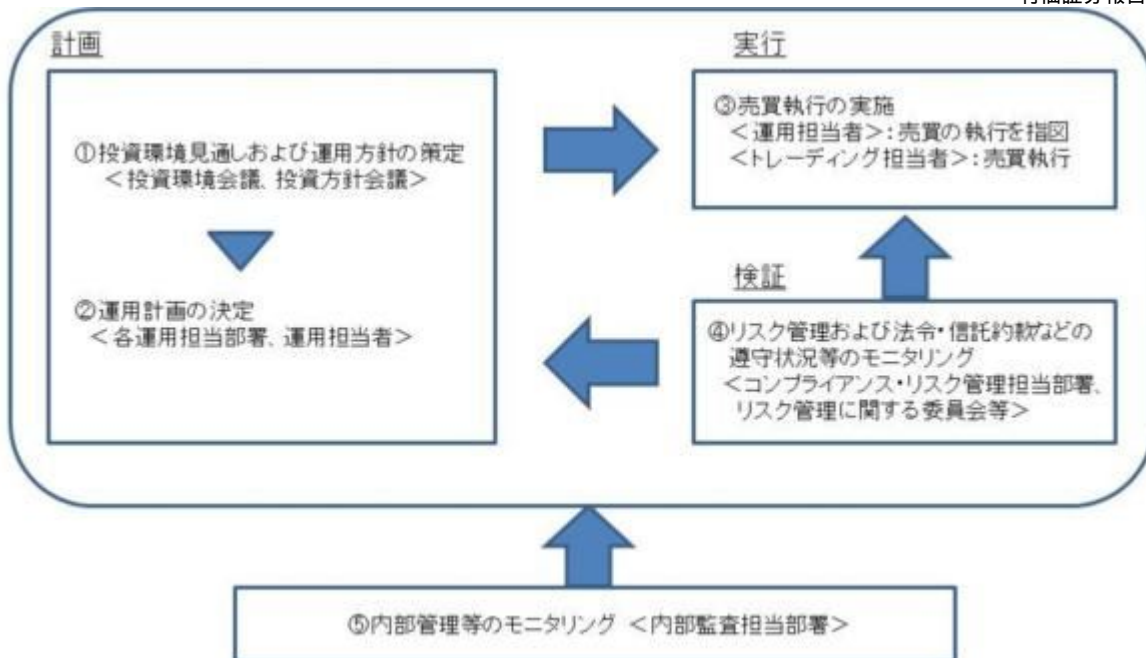 計画
①投資環境見通しおよび運用方針の策定
<投資環境会議、投資方針会議>
②運用計画の決定
<各運用担当部署、運用担当者>
実行
③売買執行の実施
<運用担当者>:売買の執行を指図
<トレーディング担当者>:売買執行
検証
④リスク管理および法令・信託約款などの
遵守状況等のモニタリング
<コンプライアンス・リスク管理担当部署、
リスク管理に関する委員会等>
⑤内部管理等のモニタリング <内部監査担当部署>